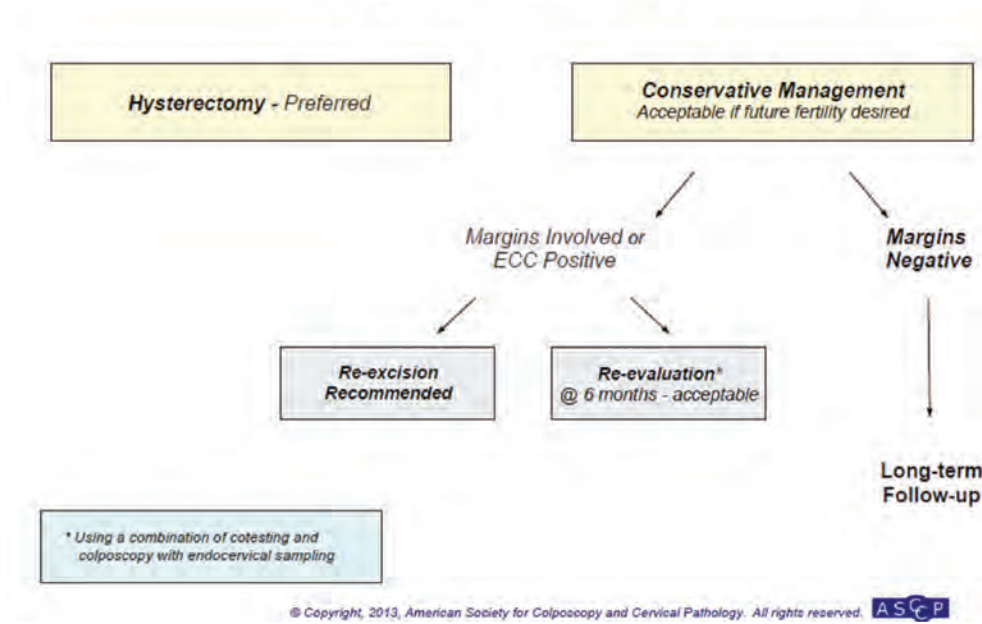 Hysterectomy - Preferred
Conservative Management
Acceptable if future fertility desired
Margins Involved or
ECC Positive
Margins
Negative
Re-excision
Recommended
Re-evaluation*
@ 6 months - acceptable
Long-term
Follow-up
* Using a combination of cotesting and
colposcopy with endocervical sampling
© Copyright, 2013, American Society for Colposcopy and Cervical Pathology. All rights reserved.
ASCCP